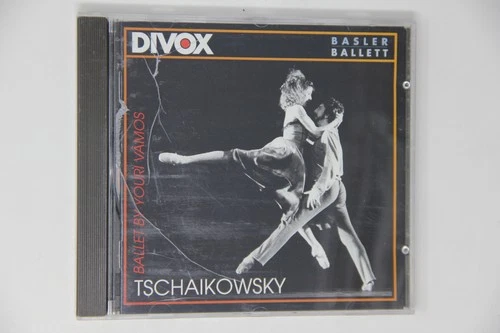 DIVOX
BASLER
BALLETT
BALLET BY YOURI VAMOS
TSCHAIKOWSKY